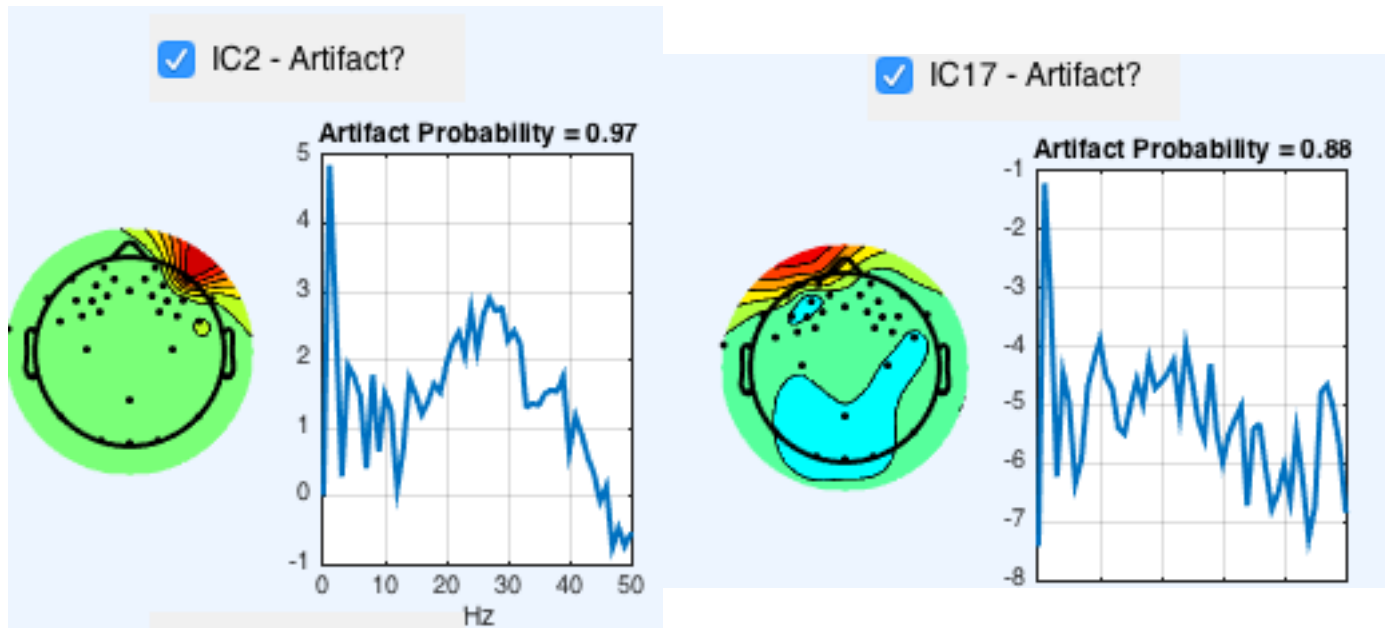 IC2 - Artifact?
Artifact Probability = 0.97
5
4
3
2
1
0
-1
0 10 20 30 40 50
Hz
IC17 - Artifact?
Artifact Probability = 0.88
-1
-2
-3
-4
-5
-6
-7
-8